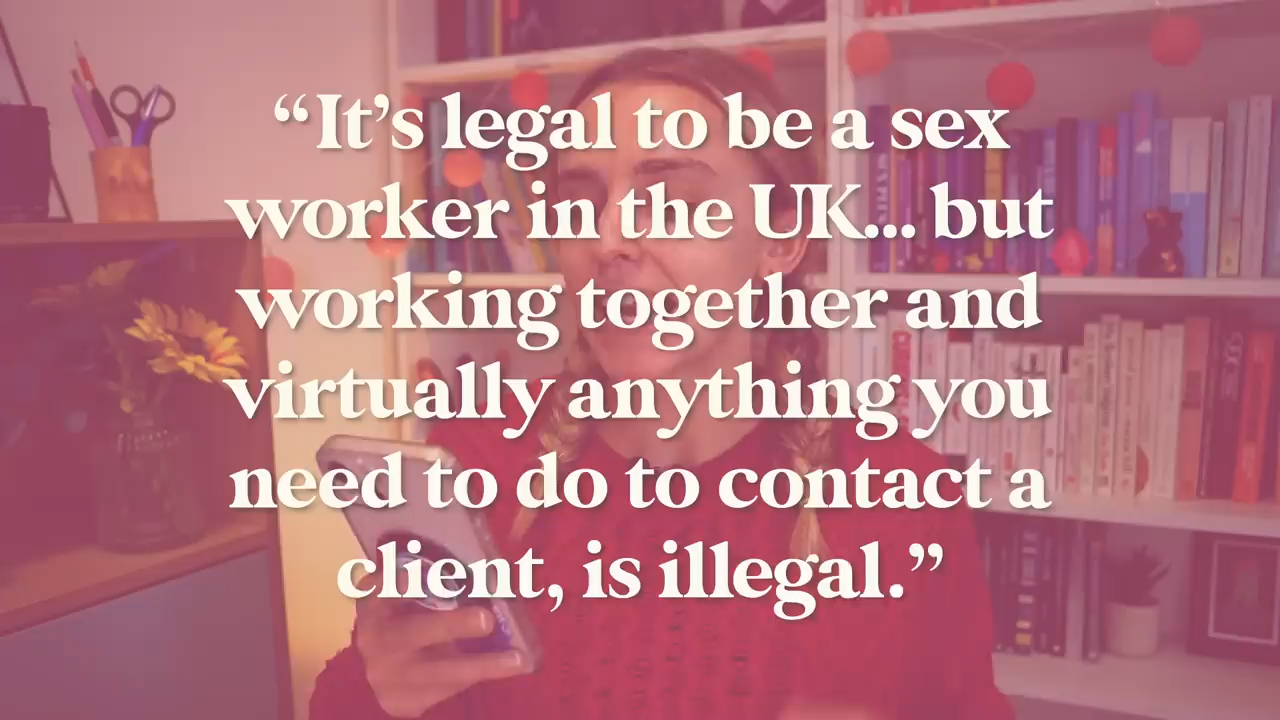 “It’s legal to be a sex
worker in the UK... but
working together and
virtually anything you
need to do to contact a
client, is illegal.”